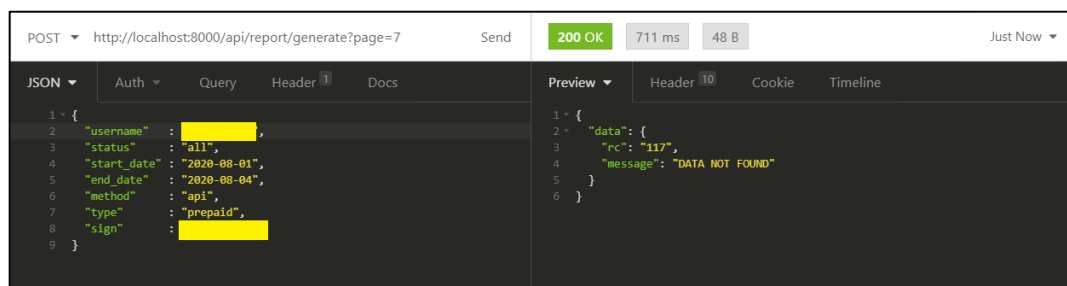 POST http://localhost:8000/api/report/generate?page=7 Send 200 OK 711 ms 48 B Just Now
JSON Auth Query Header 1 Docs
Preview Header 10 Cookie Timeline
1 {
2 "username" : ",
3 "status" : "all",
4 "start_date" : "2020-08-01",
5 "end_date" : "2020-08-04",
6 "method" : "api",
7 "type" : "prepaid",
8 "sign" :
9 }
1 {
2 "data": {
3 "rc": "117",
4 "message": "DATA NOT FOUND"
5 }
6 }